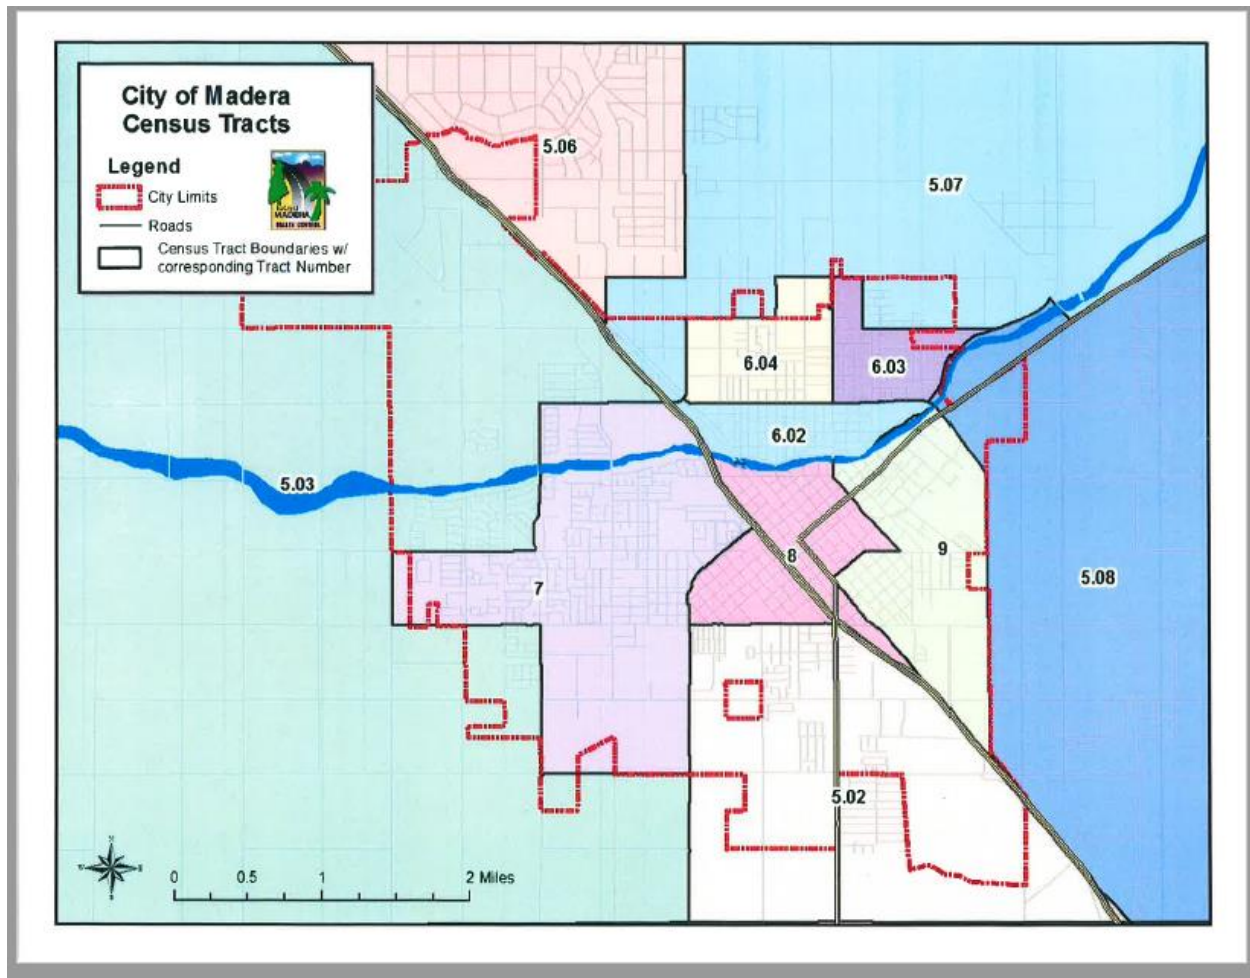 City of Madera
Census Tracts
Legend
City Limits
Roads
Census Tract Boundaries w/
corresponding Tract Number
MADERA
5.06
5.07
6.04
6.03
6.02
5.03
8
9
5.08
7
5.02
0 0.5 1 2 Miles